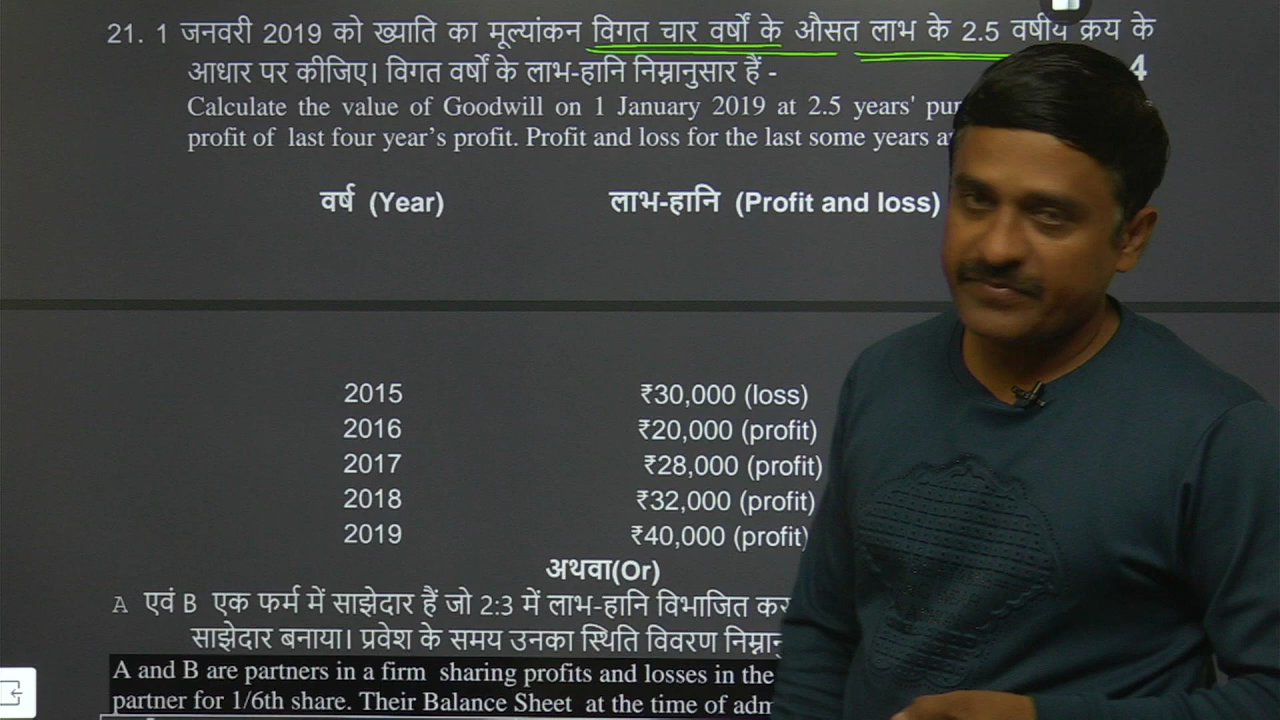 21. 1 जनवरी 2019 को ख्याति का मूल्यांकन विगत चार वर्षों के औसत लाभ के 2.5 वर्षीय क्रय के
आधार पर कीजिए। विगत वर्षों के लाभ-हानि निम्नानुसार हैं - 4
Calculate the value of Goodwill on 1 January 2019 at 2.5 years'
profit of last four year's profit. Profit and loss for the last some years
वर्ष (Year) लाभ-हानि (Profit and loss)
2015 ₹30,000 (loss)
2016 ₹20,000 (profit)
2017 ₹28,000 (profit)
2018 ₹32,000 (profit)
2019 ₹40,000 (profit)
अथवा(Or)
A एवं B एक फर्म में साझेदार हैं जो 2:3 में लाभ-हानि विभाजित
साझेदार बनाया। प्रवेश के समय उनका स्थिति विवरण
A and B are partners in a firm sharing profits and losses in the
partner for 1/6th share. Their Balance Sheet at the time of